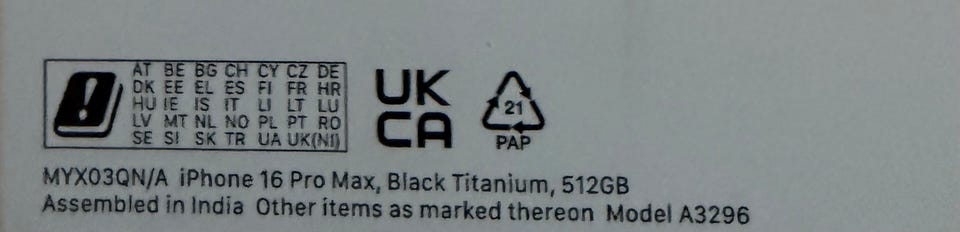 AT BE BG CH CY CZ DE
DK EE EL ES FI FR HR
HU IE IS IT LI LT LU
LV MT NL NO PL PT RO
SE SI SK TR UA UK(NI)
UK
CA
21
PAP
MYX03QN/A iPhone 16 Pro Max, Black Titanium, 512GB
Assembled in India Other items as marked thereon Model A3296